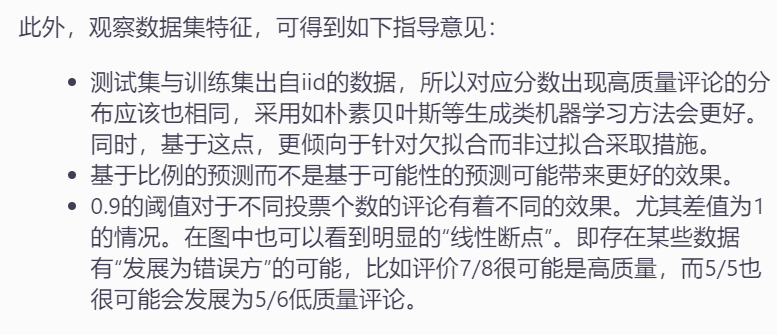 此外，观察数据集特征，可得到如下指导意见：
• 测试集与训练集出自iid的数据，所以对应分数出现高质量评论的分
布应该也相同，采用如朴素贝叶斯等生成类机器学习方法会更好。
同时，基于这点，更倾向于针对欠拟合而非过拟合采取措施。
• 基于比例的预测而不是基于可能性的预测可能带来更好的效果。
• 0.9的阈值对于不同投票个数的评论有着不同的效果。尤其差值为1
的情况。在图中也可以看到明显的“线性断点”。即存在某些数据
有“发展为错误方”的可能，比如评价7/8很可能是高质量，而5/5也
很可能会发展为5/6低质量评论。